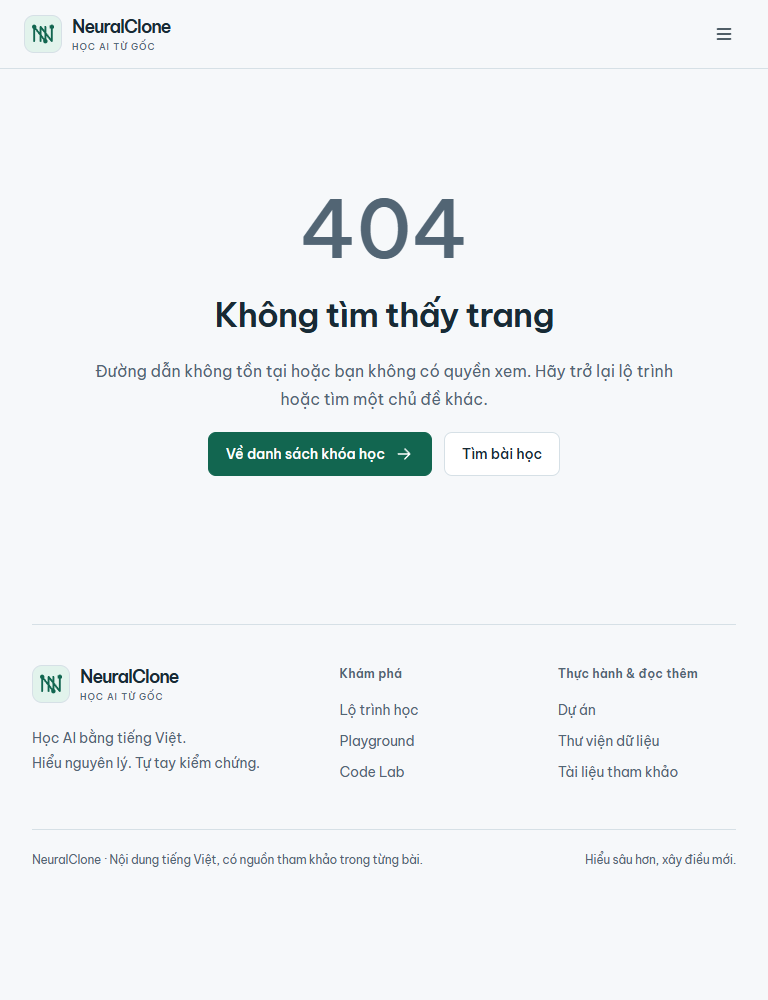 NeuralClone
HỌC AI TỪ GỐC
404
Không tìm thấy trang
Đường dẫn không tồn tại hoặc bạn không có quyền xem. Hãy trở lại lộ trình
hoặc tìm một chủ đề khác.
Về danh sách khóa học →
Tìm bài học
NeuralClone
HỌC AI TỪ GỐC
Học AI bằng tiếng Việt.
Hiểu nguyên lý. Tự tay kiểm chứng.
Khám phá
Lộ trình học
Playground
Code Lab
Thực hành & đọc thêm
Dự án
Thư viện dữ liệu
Tài liệu tham khảo
NeuralClone · Nội dung tiếng Việt, có nguồn tham khảo trong từng bài.
Hiểu sâu hơn, xây điều mới.